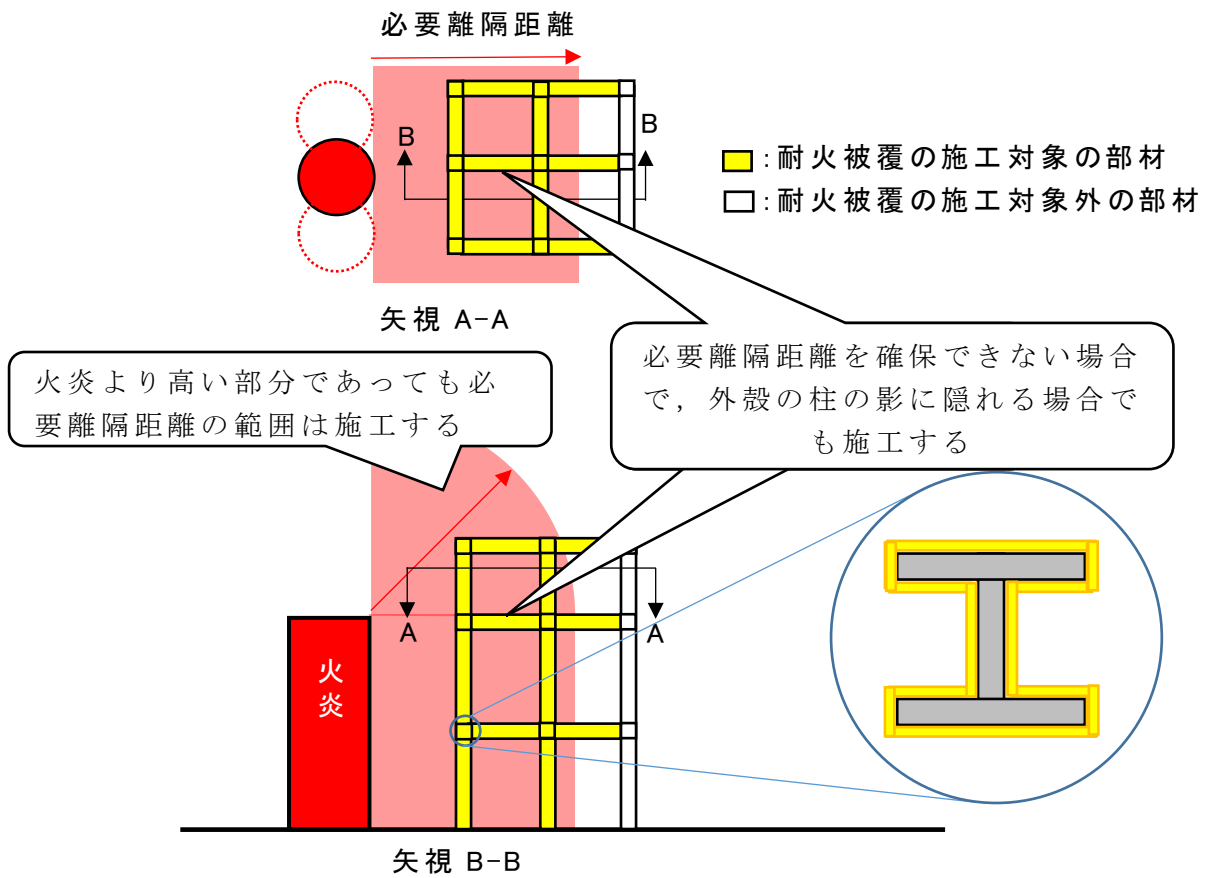 必要離隔距離
B
B
A
A
:耐火被覆の施工対象の部材
:耐火被覆の施工対象外の部材
矢視 A-A
火炎より高い部分であっても必
要離隔距離の範囲は施工する
必要離隔距離を確保できない場合
で，外殻の柱の影に隠れる場合で
も施工する
火炎
矢視 B-B